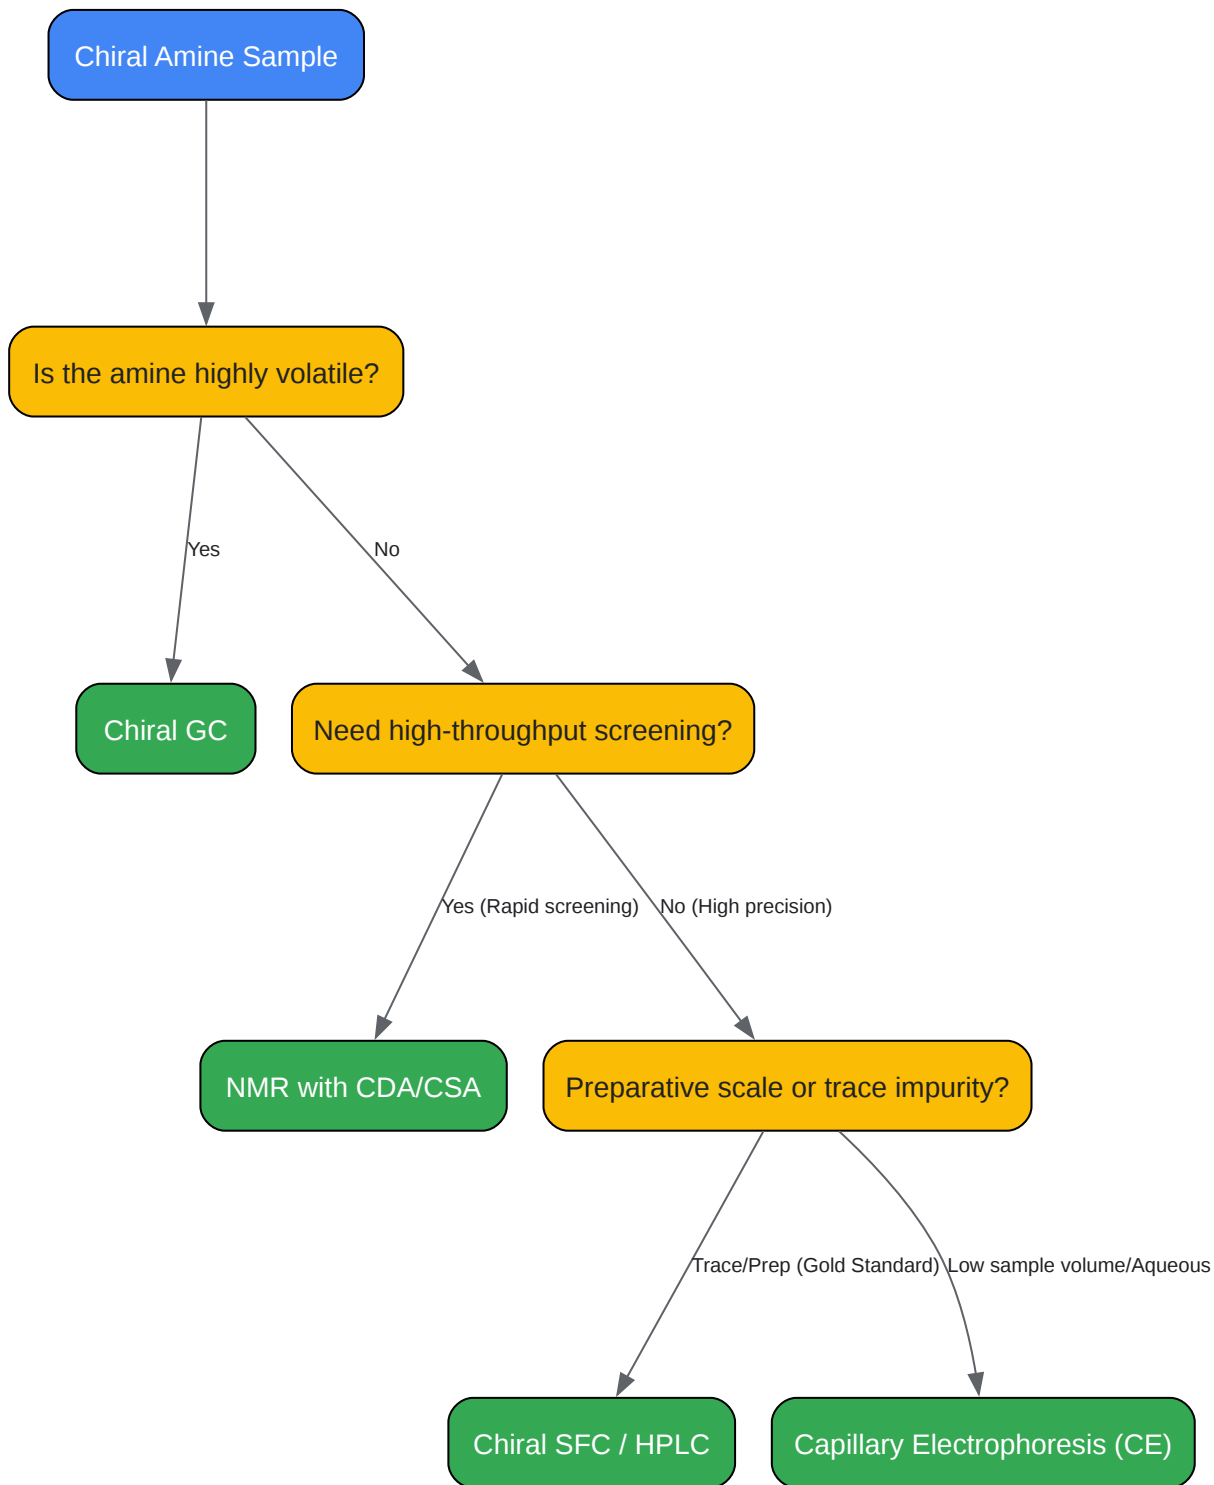 Chiral Amine Sample
Is the amine highly volatile?
Yes
No
Chiral GC
Need high-throughput screening?
Yes (Rapid screening)
No (High precision)
NMR with CDA/CSA
Preparative scale or trace impurity?
Trace/Prep (Gold Standard)
Low sample volume/Aqueous
Chiral SFC / HPLC
Capillary Electrophoresis (CE)